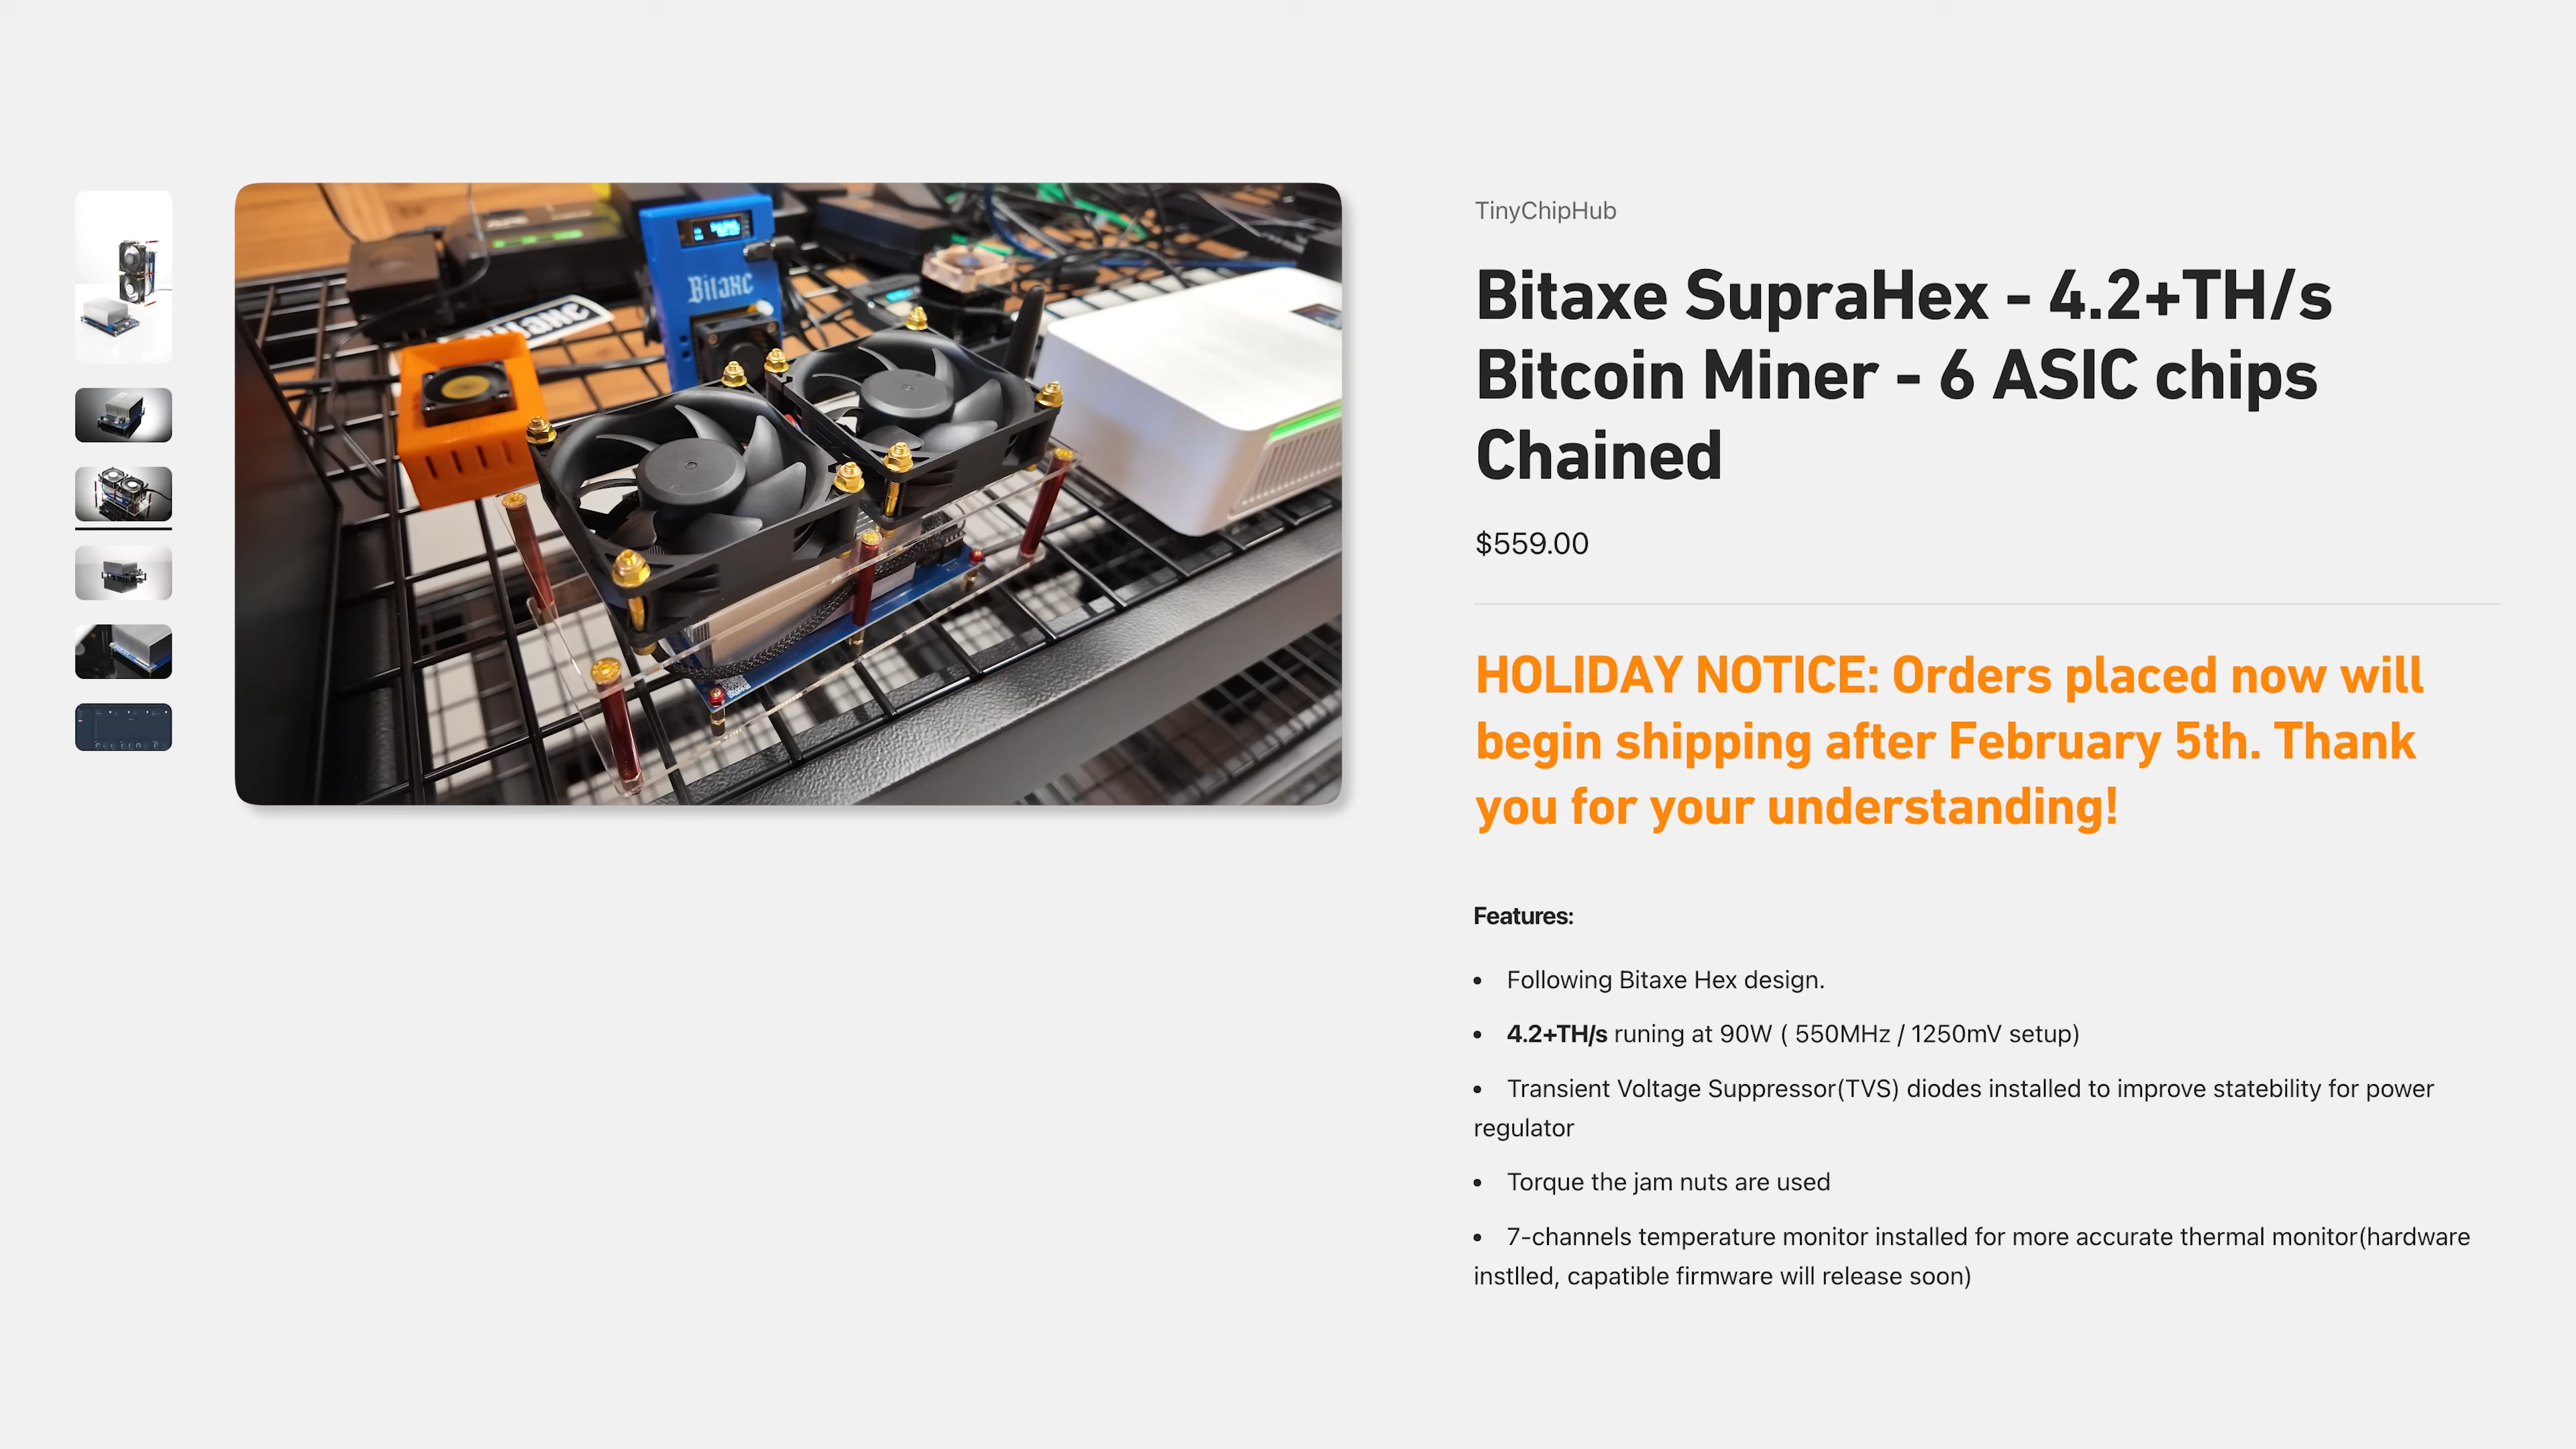 Bitaxe
TinyChipHub
Bitaxe SupraHex - 4.2+TH/s
Bitcoin Miner - 6 ASIC chips
Chained
$559.00
HOLIDAY NOTICE: Orders placed now will
begin shipping after February 5th. Thank
you for your understanding!
Features:
• Following Bitaxe Hex design.
• 4.2+TH/s runing at 90W ( 550MHz / 1250mV setup)
• Transient Voltage Suppressor(TVS) diodes installed to improve statebility for power
regulator
• Torque the jam nuts are used
• 7-channels temperature monitor installed for more accurate thermal monitor(hardware
instlled, capatible firmware will release soon)